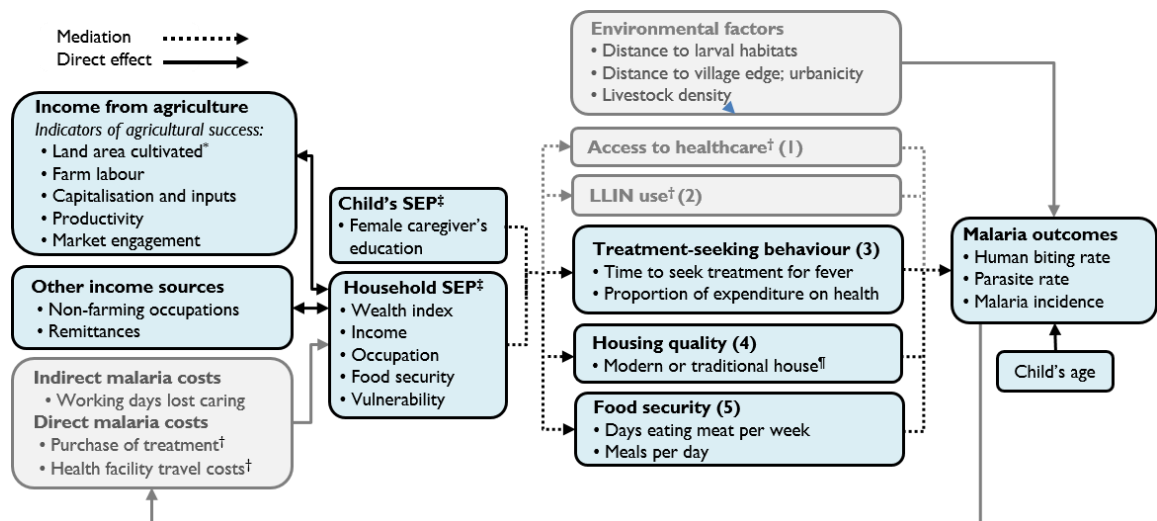 Mediation
Direct effect
Income from agriculture
Indicators of agricultural success:
• Land area cultivated*
• Farm labour
• Capitalisation and inputs
• Productivity
• Market engagement
Other income sources
• Non-farming occupations
• Remittances
Indirect malaria costs
• Working days lost caring
Direct malaria costs
• Purchase of treatment†
• Health facility travel costs†
Child's SEP‡
• Female caregiver's
education
Household SEP‡
• Wealth index
• Income
• Occupation
• Food security
• Vulnerability
Environmental factors
• Distance to larval habitats
• Distance to village edge; urbanicity
• Livestock density
Access to healthcare† (1)
LLIN use† (2)
Treatment-seeking behaviour (3)
• Time to seek treatment for fever
• Proportion of expenditure on health
Housing quality (4)
• Modern or traditional house¶
Food security (5)
• Days eating meat per week
• Meals per day
Malaria outcomes
• Human biting rate
• Parasite rate
• Malaria incidence
Child's age